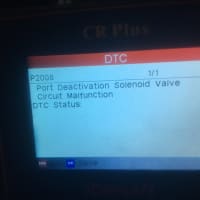 CR Plus
DTC
P2008 1/1
Port Deactivation Solenoid Valve
Circuit Malfunction
DTC Status: